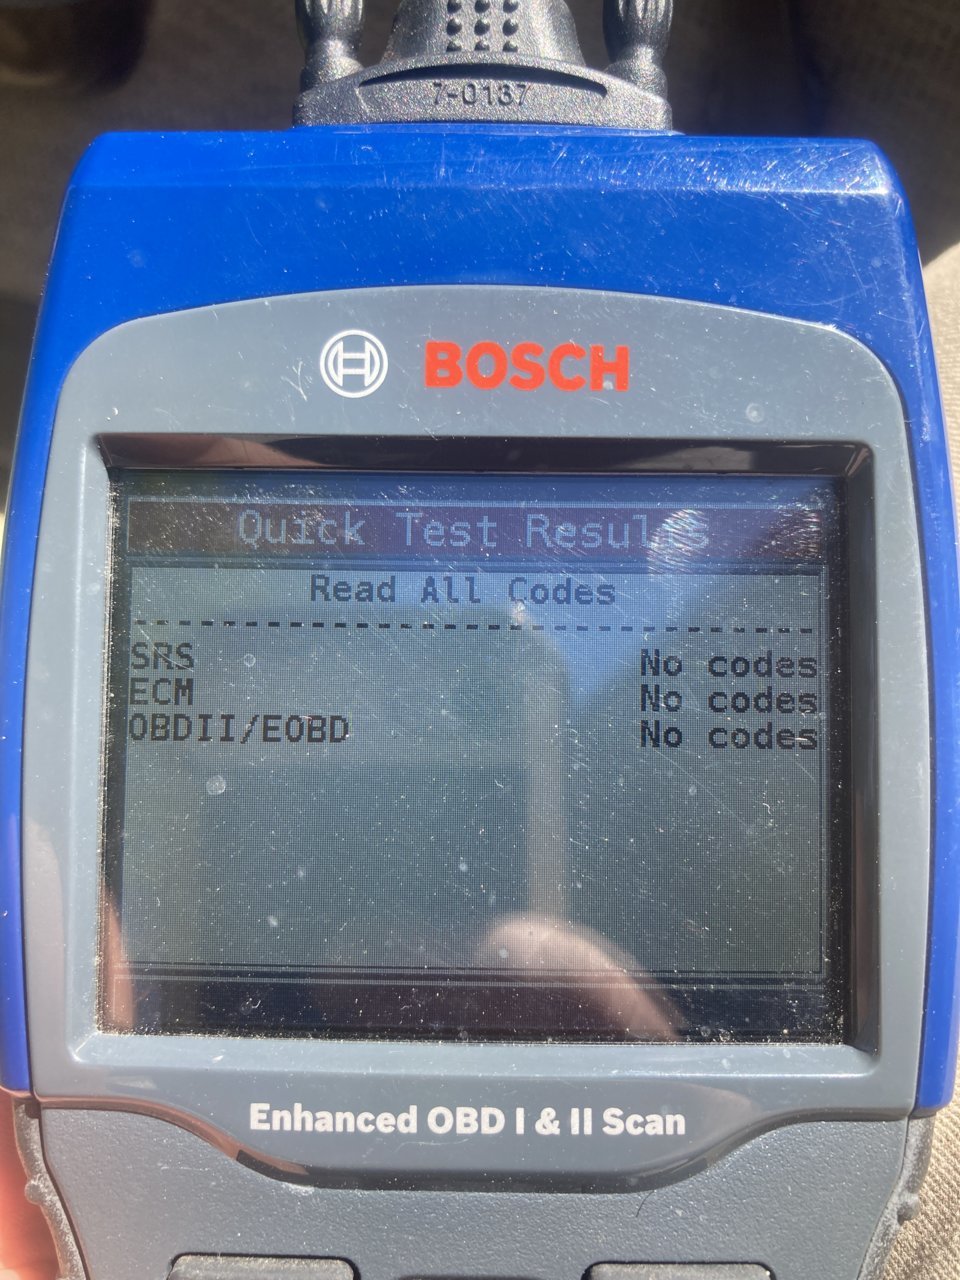 7-0137
BOSCH
Quick Test Results
Read All Codes
--------------------------------
SRS No codes
ECM No codes
OBDII/EOBD No codes
Enhanced OBD I & II Scan